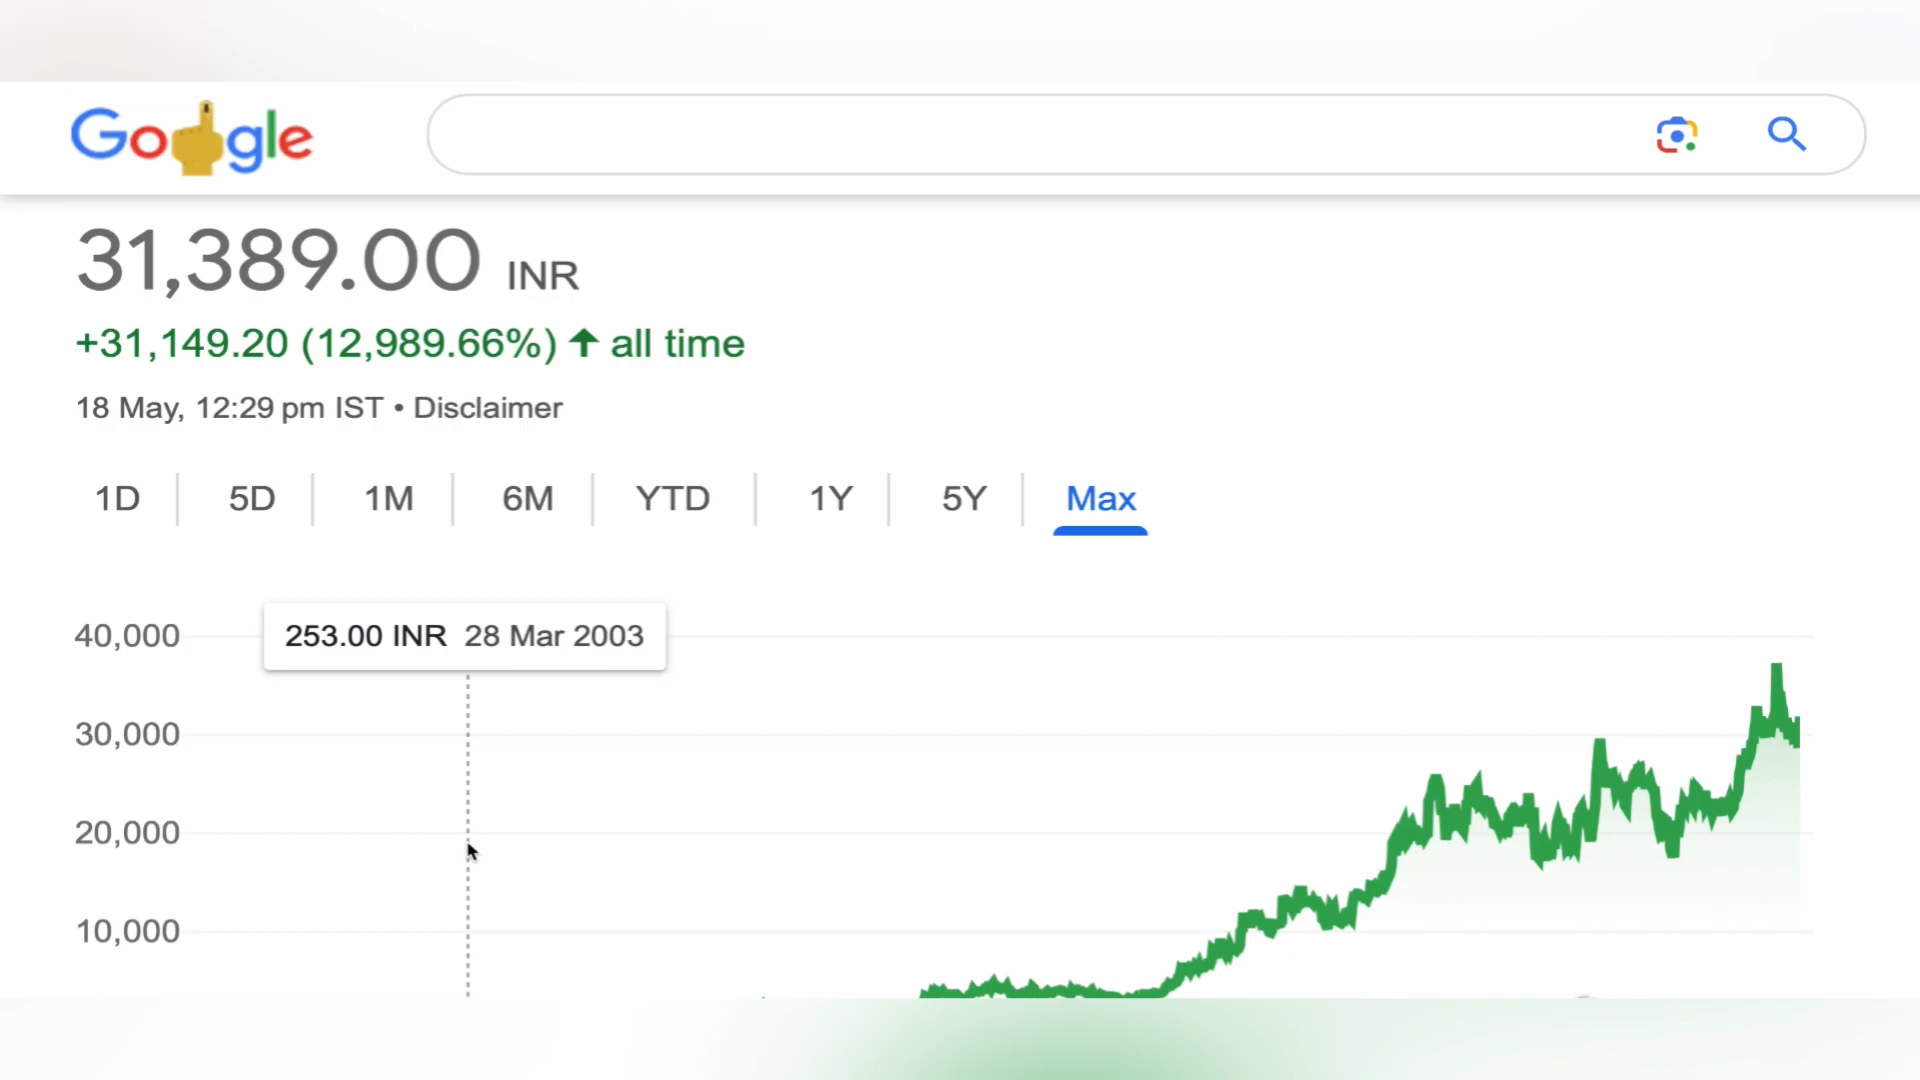 Google
31,389.00 INR
+31,149.20 (12,989.66%) ↑ all time
18 May, 12:29 pm IST • Disclaimer
1D 5D 1M 6M YTD 1Y 5Y Max
40,000
253.00 INR 28 Mar 2003
30,000
20,000
10,000